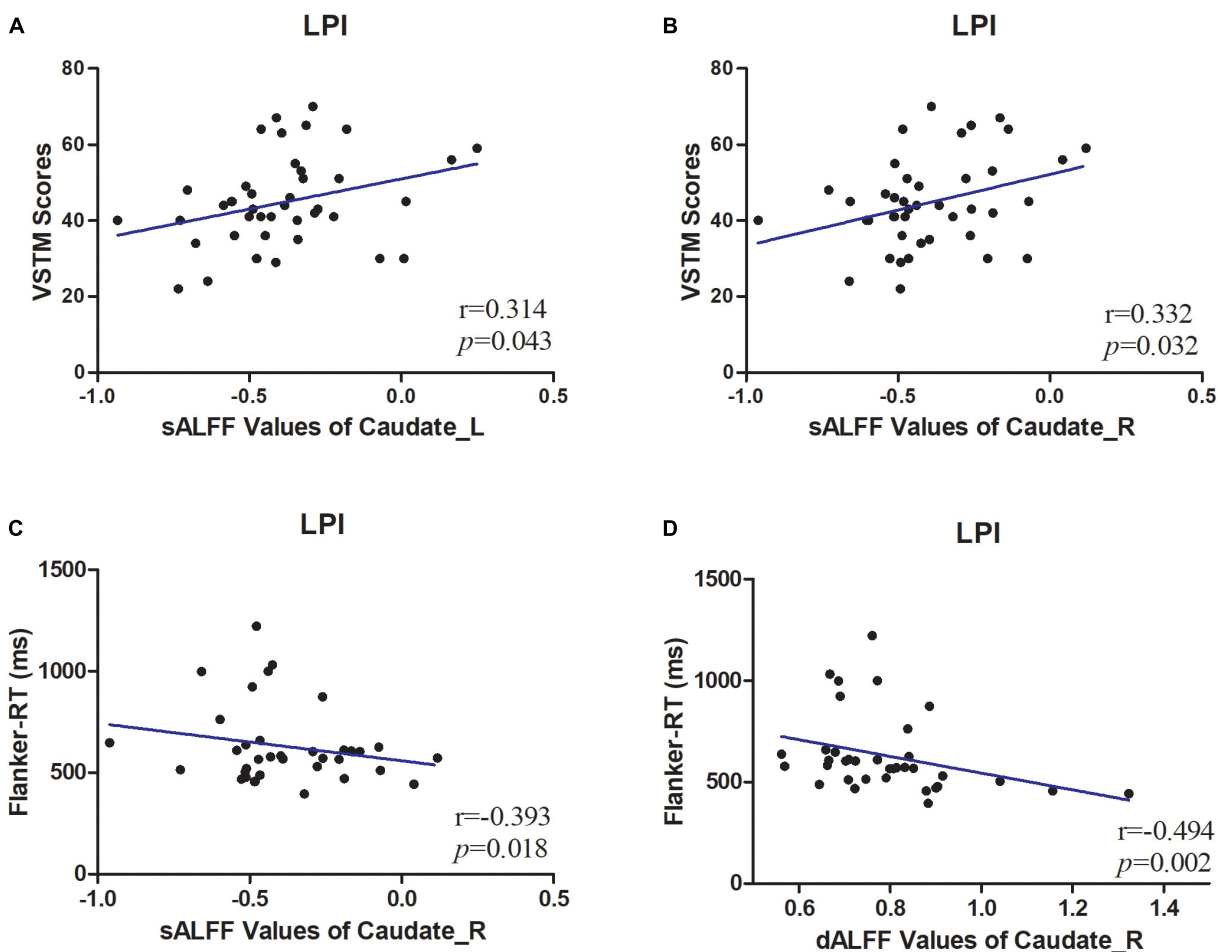 A
LPI
VSTM Scores
80
60
40
20
0
-1.0 -0.5 0.0 0.5
sALFF Values of Caudate_L
r=0.314
p=0.043
B
LPI
VSTM Scores
80
60
40
20
0
-1.0 -0.5 0.0 0.5
sALFF Values of Caudate_R
r=0.332
p=0.032
C
LPI
Flanker-RT (ms)
1500
1000
500
0
-1.0 -0.5 0.0 0.5
sALFF Values of Caudate_R
r=-0.393
p=0.018
D
LPI
Flanker-RT (ms)
1500
1000
500
0
0.6 0.8 1.0 1.2 1.4
dALFF Values of Caudate_R
r=-0.494
p=0.002